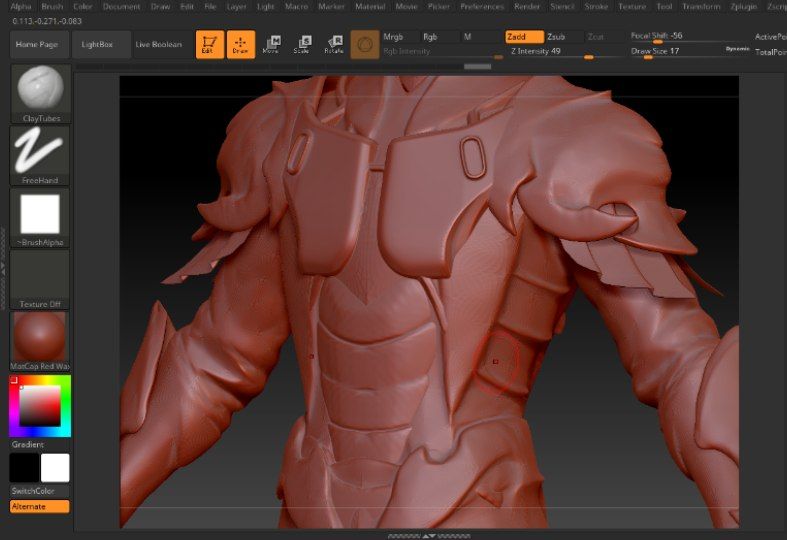 Alpha Brush Color Document Draw Edit File Layer Light Macro Marker Material Movie Picker Preferences Render Stencil Stroke Texture Tool Transform Zplugin Zscrip
0.113,-0.271,-0.083
Home Page LightBox Live Boolean Edit Draw Move Scale Rotate Mrgb Rgb M Zadd Zsub Zcut Focal Shift -56 ActivePoi
Rgb Intensity Z Intensity 49 Draw Size 17 Dynamic TotalPoin
ClayTubes
FreeHand
~BrushAlpha
Texture Off
MatCap Red Wax
Gradient
SwitchColor
Alternate